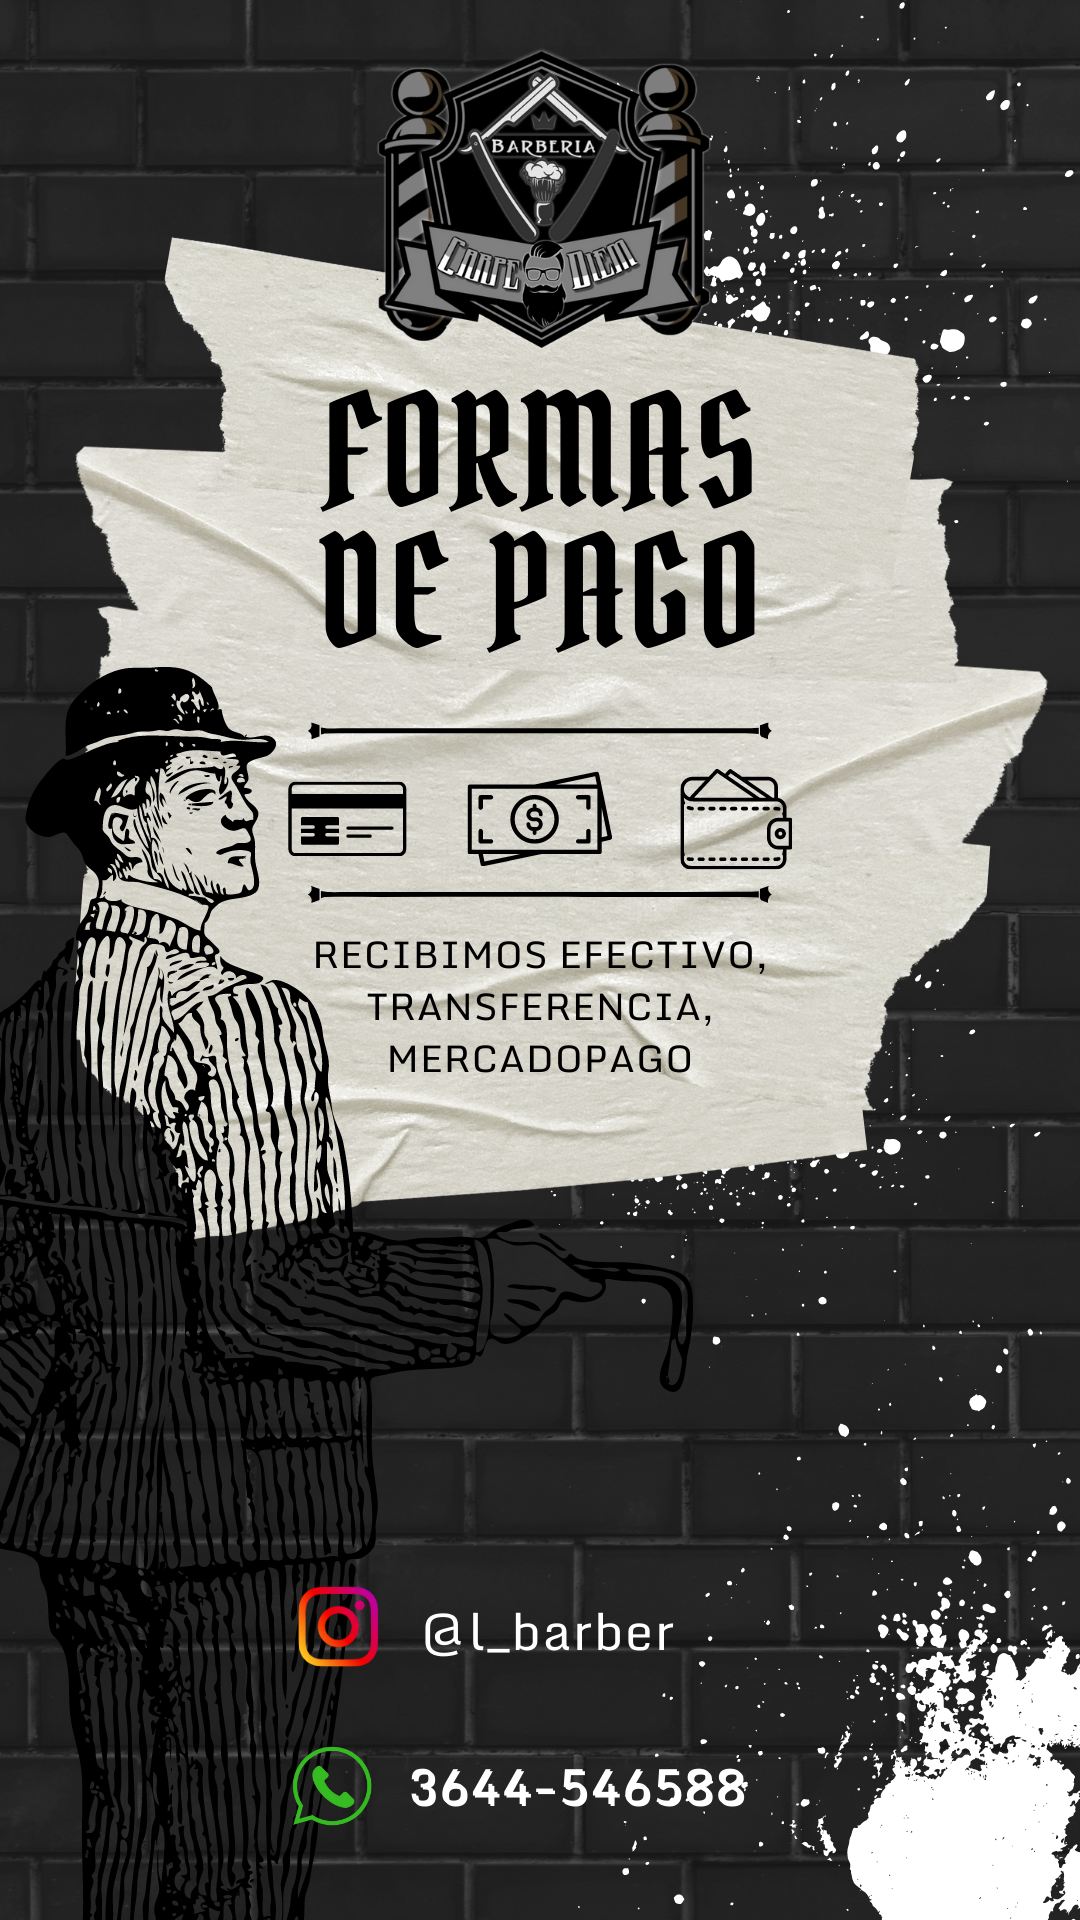 BARBERIA
CARPE DIEM
FORMAS
DE PAGO
$
RECIBIMOS EFECTIVO,
TRANSFERENCIA,
MERCADOPAGO
@l_barber
3644-546588